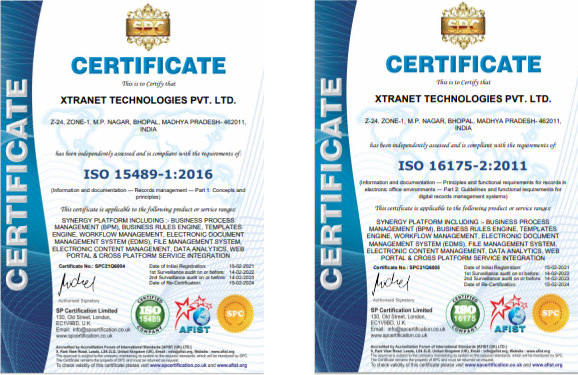 SPC
CERTIFICATE
This is to Certify that
XTRANET TECHNOLOGIES PVT. LTD.
Z-24, ZONE-1, M.P. NAGAR, BHOPAL, MADHYA PRADESH- 462011,
INDIA
has been independently assessed and is compliant with the requirements of:
ISO 15489-1:2016
(Information and documentation — Records management — Part 1: Concepts and
principles)
This certificate is applicable to the following product or service ranges:
SYNERGY PLATFORM INCLUDING :- BUSINESS PROCESS
MANAGEMENT (BPM), BUSINESS RULES ENGINE, TEMPLATES
ENGINE, WORKFLOW MANAGEMENT, ELECTRONIC DOCUMENT
MANAGEMENT SYSTEM (EDMS), FILE MANAGEMENT SYSTEM,
ELECTRONIC CONTENT MANAGEMENT, DATA ANALYTICS, WEB
PORTAL & CROSS PLATFORM SERVICE INTEGRATION
Certificate No.:
Date of Initial Registration: 15-02-2021
1st Surveillance audit on or before: 14-02-2022
2nd Surveillance audit on or before: 14-02-2023
Date of Re-Certification: 15-02-2024
Authorised Signatory
SP Certification Limited
130, Old Street, London,
EC1V9BD, U.K
Email: info@spcertification.co.uk
www.spcertification.co.uk
CERTIFIED
ISO
15489
COMPANY
AFIST
SPC
Accredited by Accreditation Forum of International Standards (AFIST (UK) LTD.)
To check validity of this certificate please visit www.spcertification.co.uk and www.afist.org
CERTIFICATE
SPC
CERTIFICATE
This is to Certify that
XTRANET TECHNOLOGIES PVT. LTD.
Z-24, ZONE-1, M.P. NAGAR, BHOPAL, MADHYA PRADESH- 462011,
INDIA
has been independently assessed and is compliant with the requirements of:
ISO 16175-2:2011
(Information and documentation — Principles and functional requirements for records in
electronic office environments — Part 2: Guidelines and functional requirements for
digital records management systems)
This certificate is applicable to the following product or service ranges:
SYNERGY PLATFORM INCLUDING :- BUSINESS PROCESS
MANAGEMENT (BPM), BUSINESS RULES ENGINE, TEMPLATES
ENGINE, WORKFLOW MANAGEMENT, ELECTRONIC DOCUMENT
MANAGEMENT SYSTEM (EDMS), FILE MANAGEMENT SYSTEM,
ELECTRONIC CONTENT MANAGEMENT, DATA ANALYTICS, WEB
PORTAL & CROSS PLATFORM SERVICE INTEGRATION
Certificate No.:
Date of Initial Registration: 15-02-2021
1st Surveillance audit on or before: 14-02-2022
2nd Surveillance audit on or before: 14-02-2023
Date of Re-Certification: 15-02-2024
Authorised Signatory
SP Certification Limited
130, Old Street, London,
EC1V9BD, U.K
Email: info@spcertification.co.uk
www.spcertification.co.uk
CERTIFIED
ISO
16175
COMPANY
AFIST
SPC
Accredited by Accreditation Forum of International Standards (AFIST (UK) LTD.)
To check validity of this certificate please visit www.spcertification.co.uk and www.afist.org
CERTIFICATE